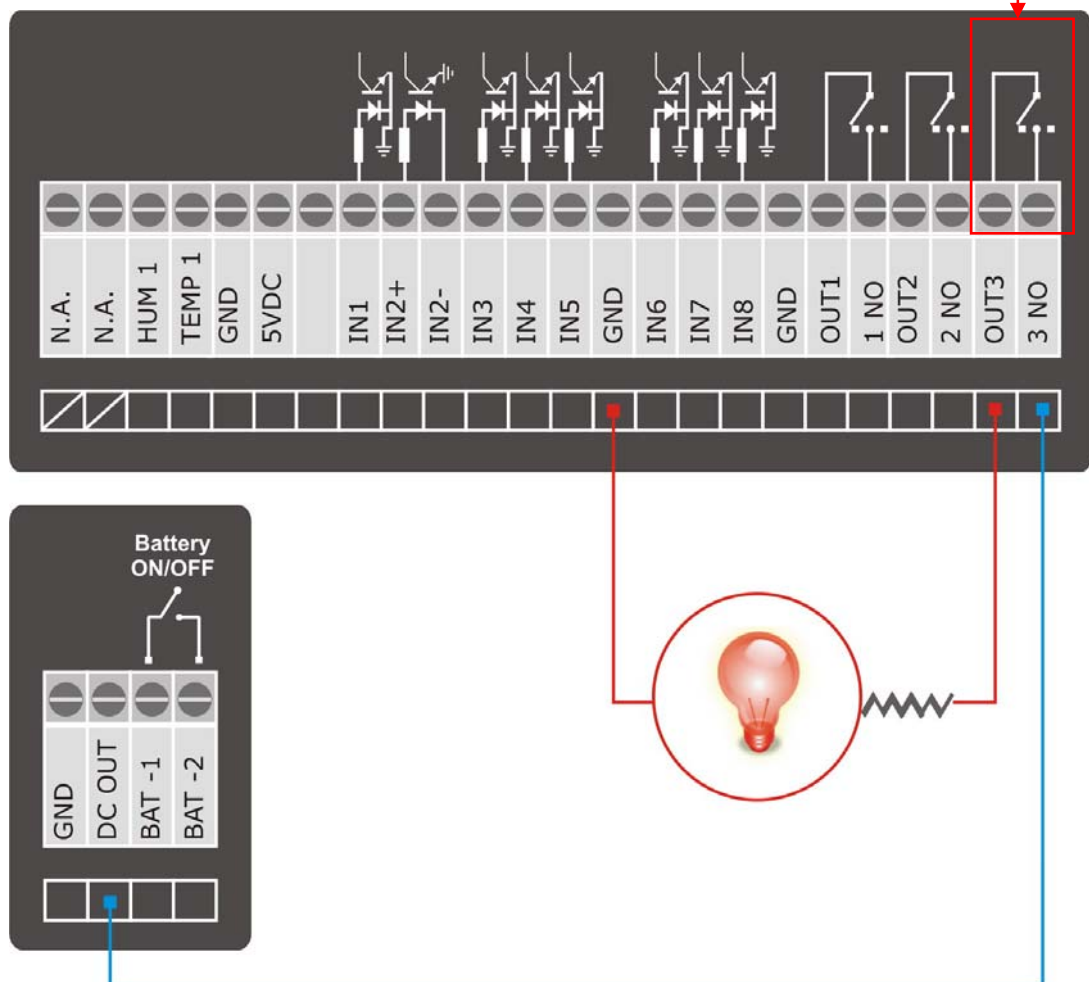 N.A.
N.A.
HUM 1
TEMP 1
GND
5VDC
IN1
IN2+
IN2-
IN3
IN4
IN5
GND
IN6
IN7
IN8
GND
OUT1
1 NO
OUT2
2 NO
OUT3
3 NO
Battery
ON/OFF
GND
DC OUT
BAT -1
BAT -2